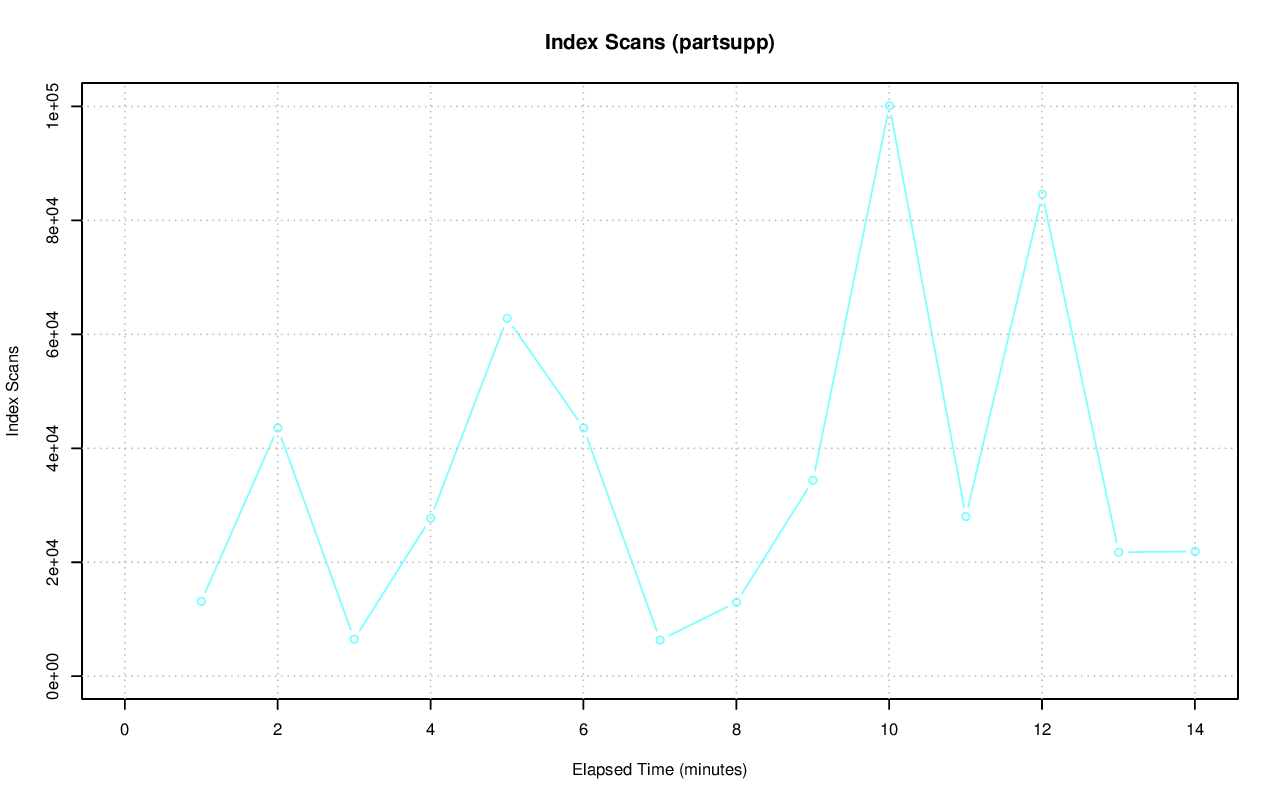 Index Scans (partsupp)
Index Scans
1e+05
8e+04
6e+04
4e+04
2e+04
0e+00
0 2 4 6 8 10 12 14
Elapsed Time (minutes)